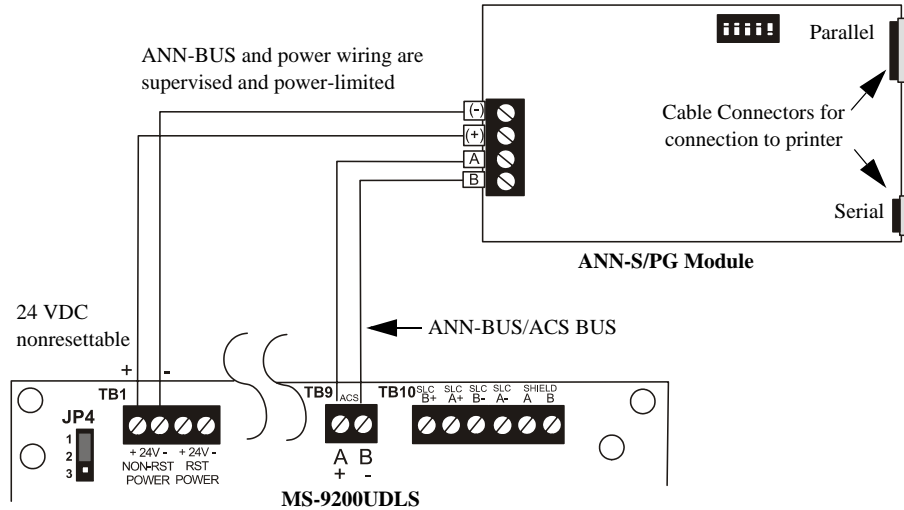 Parallel
ANN-BUS and power wiring are
supervised and power-limited
(-)
(+)
A
B
Cable Connectors for
connection to printer
Serial
ANN-S/PG Module
24 VDC
nonresettable
ANN-BUS/ACS BUS
+ -
TB1
TB9 ACS
TB10 SLC B+ SLC A+ SLC B- SLC A- SHIELD A B
JP4
1
2
3
+ 24V - + 24V -
NON-RST RST
POWER POWER
A B
+ -
MS-9200UDLS